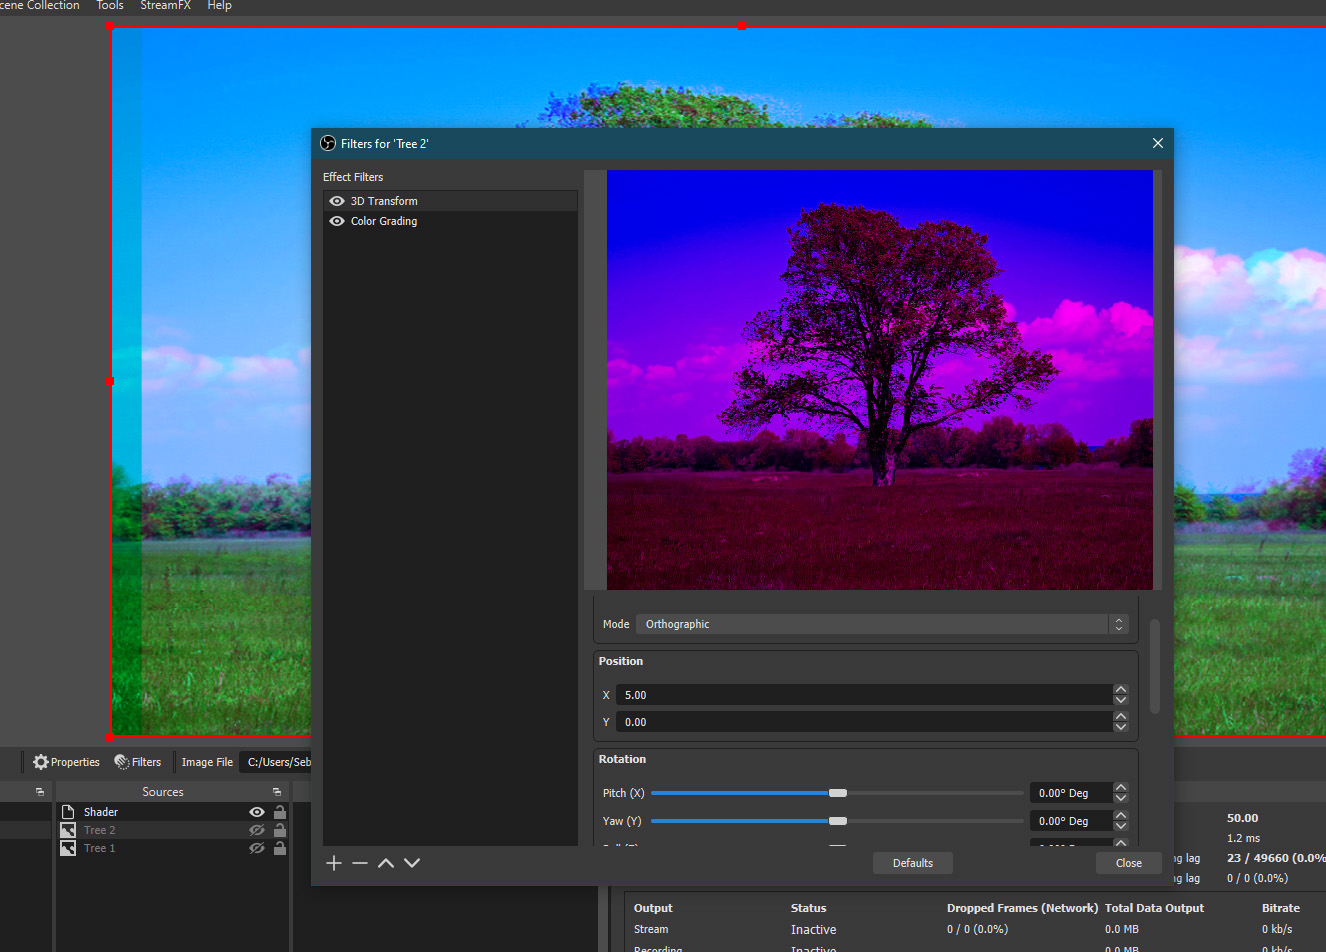 cene Collection Tools StreamFX Help
Filters for 'Tree 2'
Effect Filters
3D Transform
Color Grading
Mode Orthographic
Position
X 5.00
Y 0.00
Rotation
Pitch (X) 0.00º Deg
Yaw (Y) 0.00º Deg
Defaults Close
Properties Filters Image File C:/Users/Seb
Sources
Shader
Tree 2
Tree 1
50.00
1.2 ms
ng lag 23 / 49660 (0.0%
ng lag 0 / 0 (0.0%)
Output Status Dropped Frames (Network) Total Data Output Bitrate
Stream Inactive 0 / 0 (0.0%) 0.0 MB 0 kb/s
Recording Inactive 0.0 MB 0 kb/s